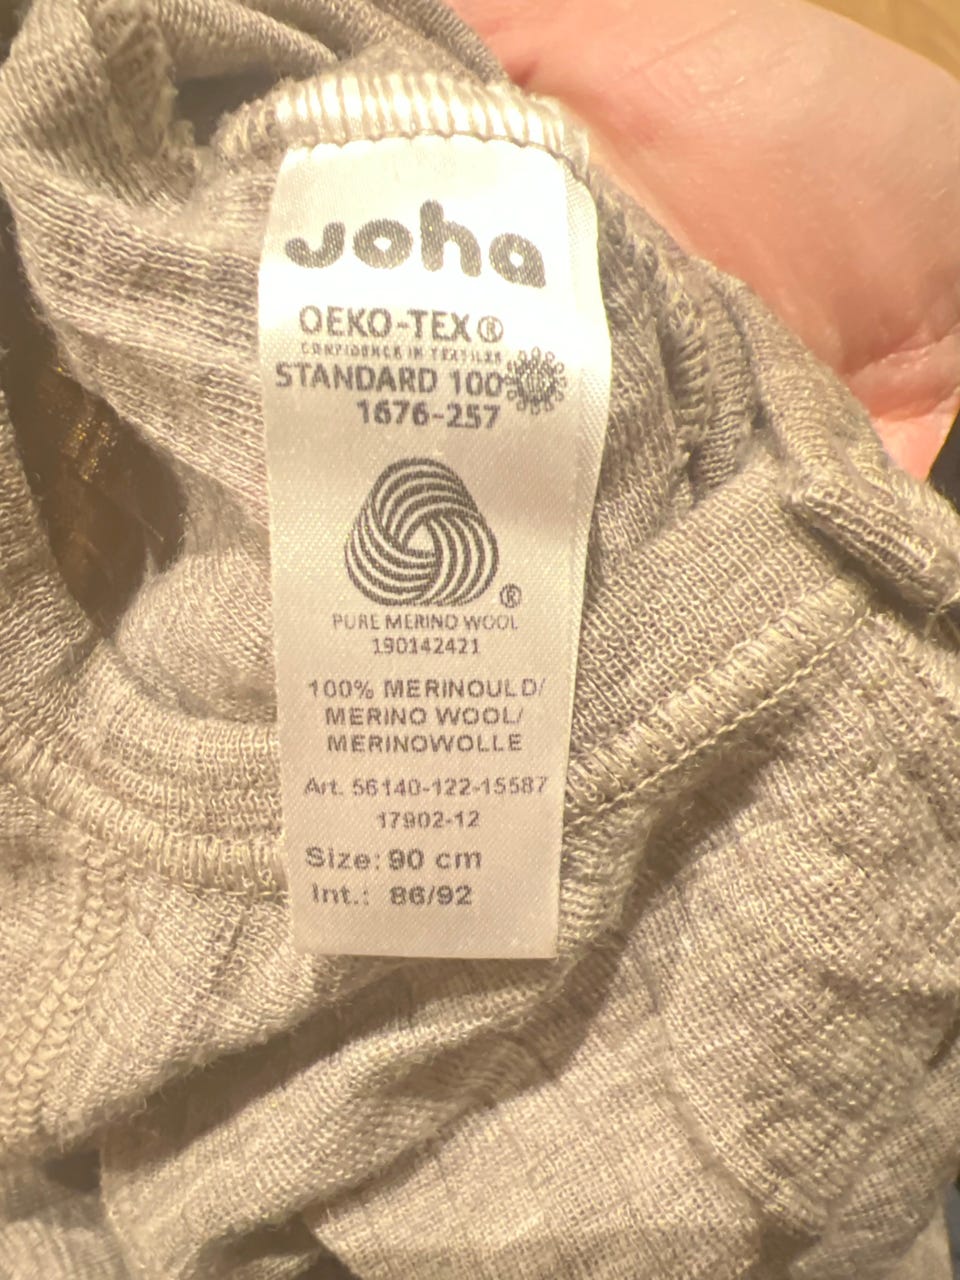 Joha
OEKO-TEX®
CONFIDENCE IN TEXTILES
STANDARD 100
1676-257
®
PURE MERINO WOOL
190142421
100% MERINOULD/
MERINO WOOL/
MERINOWOLLE
Art. 56140-122-15587
17902-12
Size: 90 cm
Int.: 86/92